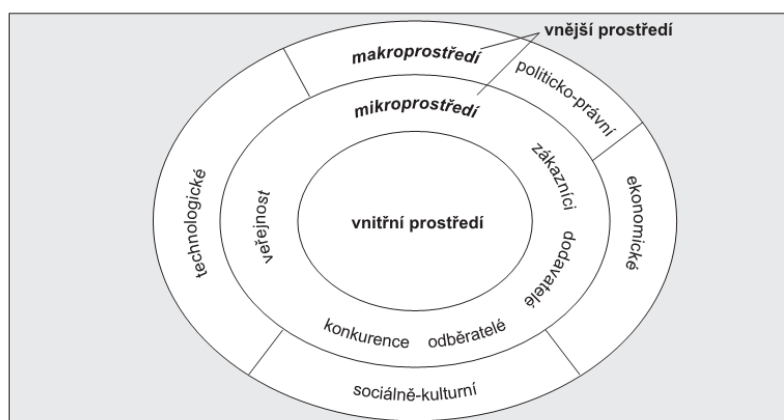 vnější prostředí
makroprostředí
politicko-právní
mikroprostředí
zákazníci
ekonomické
technologické
veřejnost
vnitřní prostředí
dodavatelé
konkurence
odběratelé
sociálně-kulturní